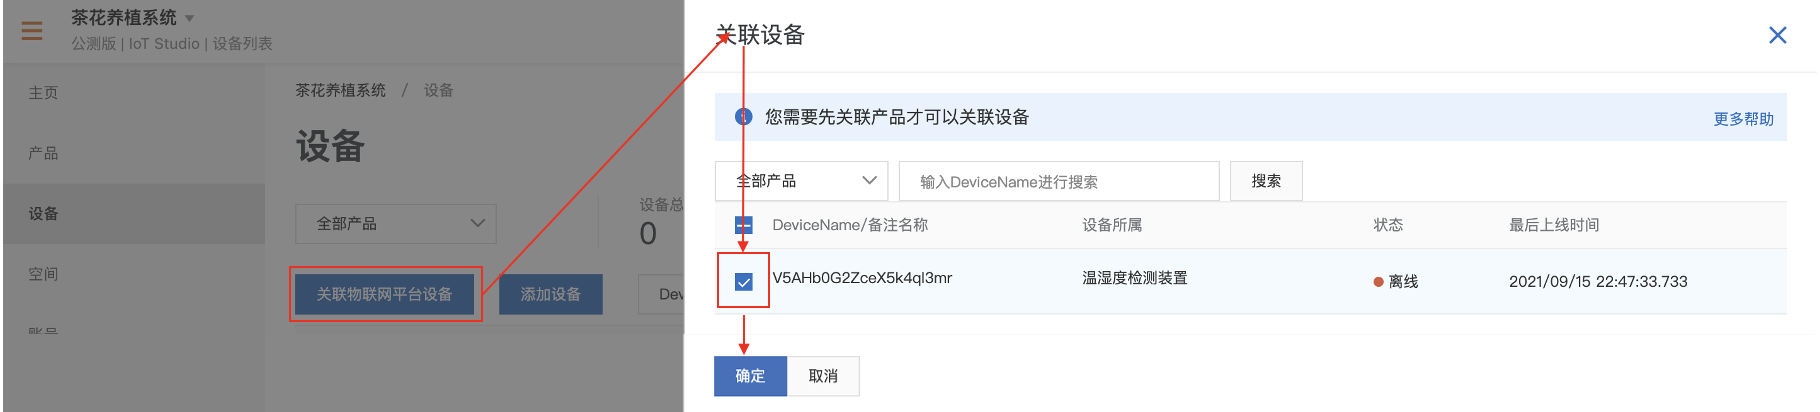 茶花养植系统
公测版 | IoT Studio | 设备列表
主页
产品
设备
空间
账号
茶花养植系统 / 设备
设备
全部产品
设备总
0
关联物联网平台设备
添加设备
Dev
关联设备
您需要先关联产品才可以关联设备
更多帮助
全部产品
输入DeviceName进行搜索
搜索
DeviceName/备注名称 设备所属 状态 最后上线时间
V5AHb0G2ZceX5k4ql3mr 温湿度检测装置 离线 2021/09/15 22:47:33.733
确定
取消